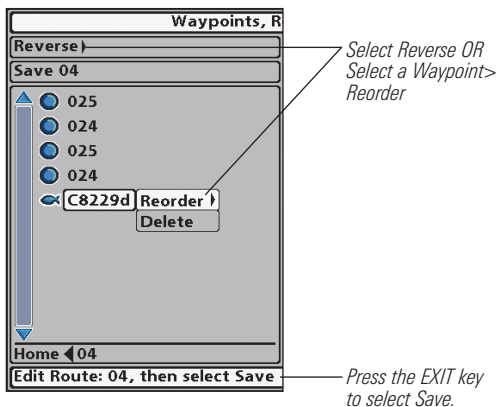 Waypoints, R
Reverse
Save 04
025
024
025
024
C8229d Reorder
Delete
Home 04
Edit Route: 04, then select Save
Select Reverse OR
Select a Waypoint>
Reorder
Press the EXIT key
to select Save.